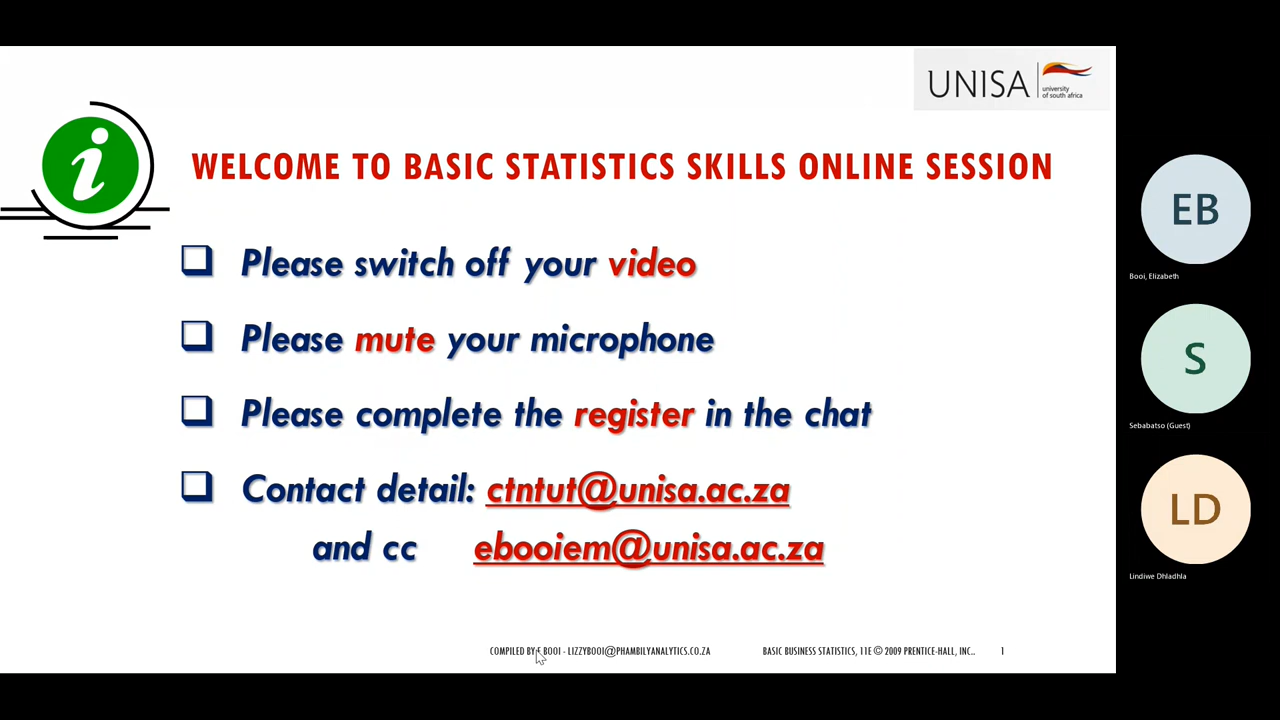 UNISA
university
of south africa
i
WELCOME TO BASIC STATISTICS SKILLS ONLINE SESSION
Please switch off your video
Please mute your microphone
Please complete the register in the chat
Contact detail: ctntut@unisa.ac.za
and cc ebooiem@unisa.ac.za
COMPILED BY E BOOI - LIZZYBOOI@PHAMBILYANALYTICS.CO.ZA
BASIC BUSINESS STATISTICS, 11E © 2009 PRENTICE-HALL, INC..
1
EB
Booi, Elizabeth
S
Sebabatso (Guest)
LD
Lindiwe Dhladhla